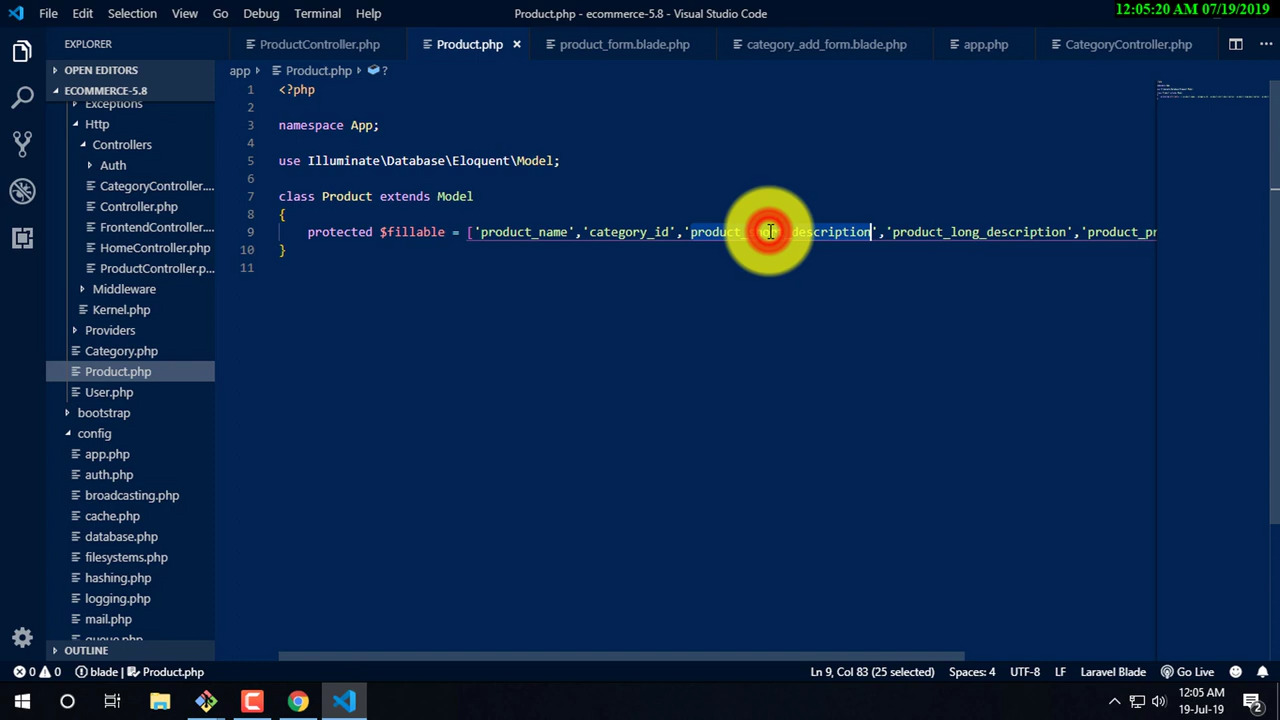 File Edit Selection View Go Debug Terminal Help
Product.php - ecommerce-5.8 - Visual Studio Code
12:05:20 AM 07/19/2019
EXPLORER
ProductController.php
Product.php
product_form.blade.php
category_add_form.blade.php
app.php
CategoryController.php
OPEN EDITORS
ECOMMERCE-5.8
Exceptions
Http
Controllers
Auth
CategoryController....
Controller.php
FrontendController....
HomeController.php
ProductController.p...
Middleware
Kernel.php
Providers
Category.php
Product.php
User.php
bootstrap
config
app.php
auth.php
broadcasting.php
cache.php
database.php
filesystems.php
hashing.php
logging.php
mail.php
queue.php
OUTLINE
app Product.php ?
1 <?php
2
3 namespace App;
4
5 use Illuminate\Database\Eloquent\Model;
6
7 class Product extends Model
8 {
9 protected $fillable = ['product_name','category_id','product_short_description','product_long_description','product_pr
10 }
11
0 0 blade | Product.php
Ln 9, Col 83 (25 selected) Spaces: 4 UTF-8 LF Laravel Blade Go Live
12:05 AM
19-Jul-19
2